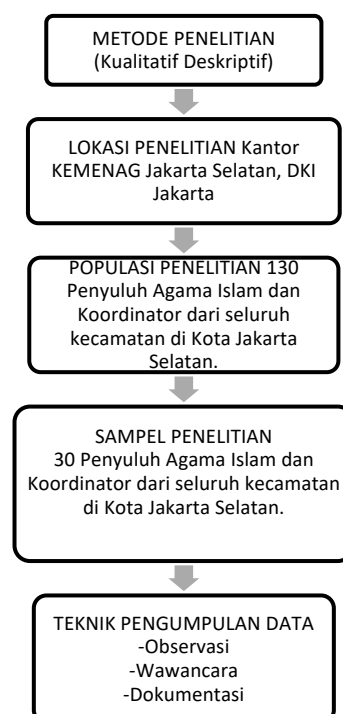 METODE PENELITIAN
(Kualitatif Deskriptif)
LOKASI PENELITIAN Kantor
KEMENAG Jakarta Selatan, DKI
Jakarta
POPULASI PENELITIAN 130
Penyuluh Agama Islam dan
Koordinator dari seluruh
kecamatan di Kota Jakarta
Selatan.
SAMPEL PENELITIAN
30 Penyuluh Agama Islam dan
Koordinator dari seluruh kecamatan
di Kota Jakarta Selatan.
TEKNIK PENGUMPULAN DATA
-Observasi
-Wawancara
-Dokumentasi